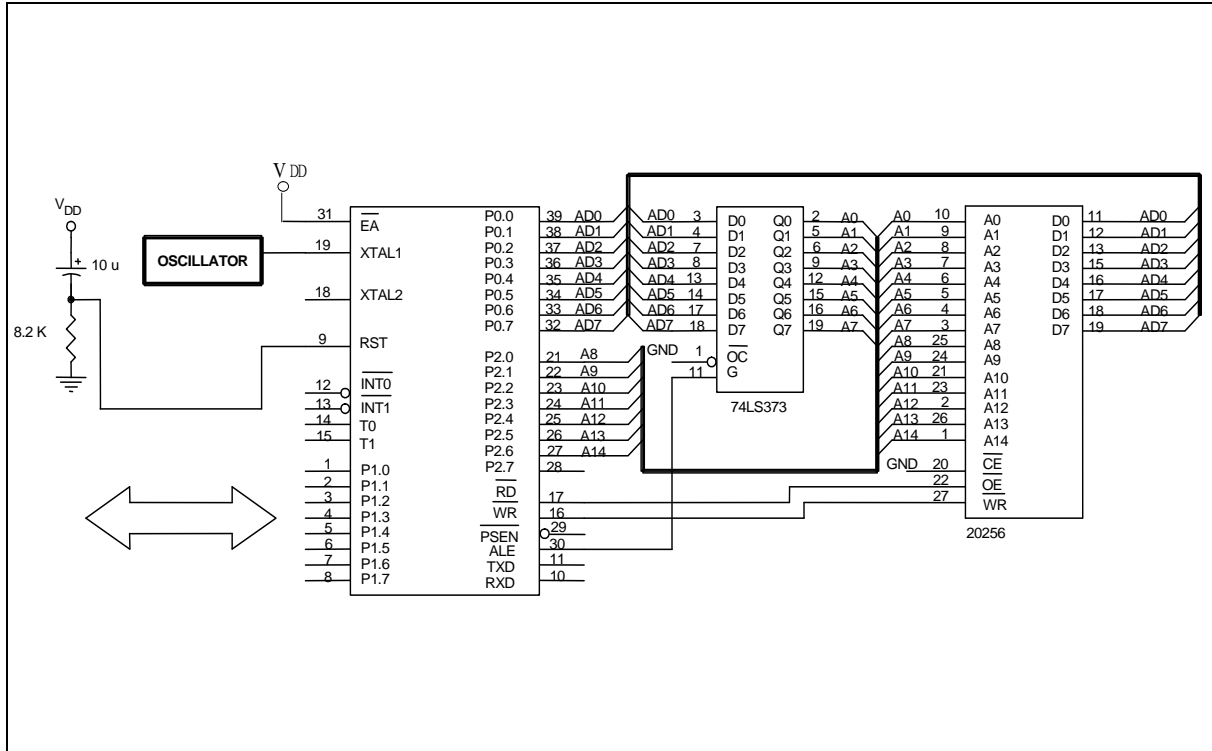 V DD
V DD
31 EA
OSCILLATOR
19 XTAL1
10 u
+
18 XTAL2
8.2 K
9 RST
12 INT0
13 INT1
14 T0
15 T1
1 P1.0
2 P1.1
3 P1.2
4 P1.3
5 P1.4
6 P1.5
7 P1.6
8 P1.7
P0.0 39 AD0
P0.1 38 AD1
P0.2 37 AD2
P0.3 36 AD3
P0.4 35 AD4
P0.5 34 AD5
P0.6 33 AD6
P0.7 32 AD7
P2.0 21 A8
P2.1 22 A9
P2.2 23 A10
P2.3 24 A11
P2.4 25 A12
P2.5 26 A13
P2.6 27 A14
P2.7 28
RD 17
WR 16
PSEN 29
ALE 30
TXD 11
RXD 10
AD0 3 D0 Q0 2 A0
AD1 4 D1 Q1 5 A1
AD2 7 D2 Q2 6 A2
AD3 8 D3 Q3 9 A3
AD4 13 D4 Q4 12 A4
AD5 14 D5 Q5 15 A5
AD6 17 D6 Q6 16 A6
AD7 18 D7 Q7 19 A7
GND 1 OC
11 G
74LS373
A0 10 A0 D0 11 AD0
A1 9 A1 D1 12 AD1
A2 8 A2 D2 13 AD2
A3 7 A3 D3 15 AD3
A4 6 A4 D4 16 AD4
A5 5 A5 D5 17 AD5
A6 4 A6 D6 18 AD6
A7 3 A7 D7 19 AD7
A8 25 A8
A9 24 A9
A10 21 A10
A11 23 A11
A12 2 A12
A13 26 A13
A14 1 A14
GND 20 CE
22 OE
27 WR
20256